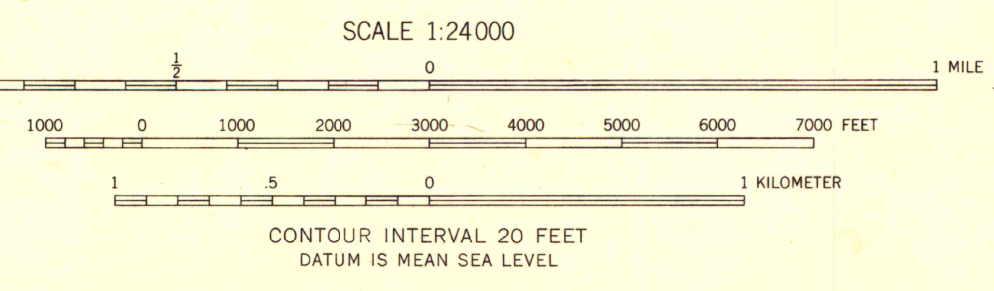 SCALE 1:24000
1/2 0 1 MILE
1000 0 1000 2000 3000 4000 5000 6000 7000 FEET
1 .5 0 1 KILOMETER
CONTOUR INTERVAL 20 FEET
DATUM IS MEAN SEA LEVEL